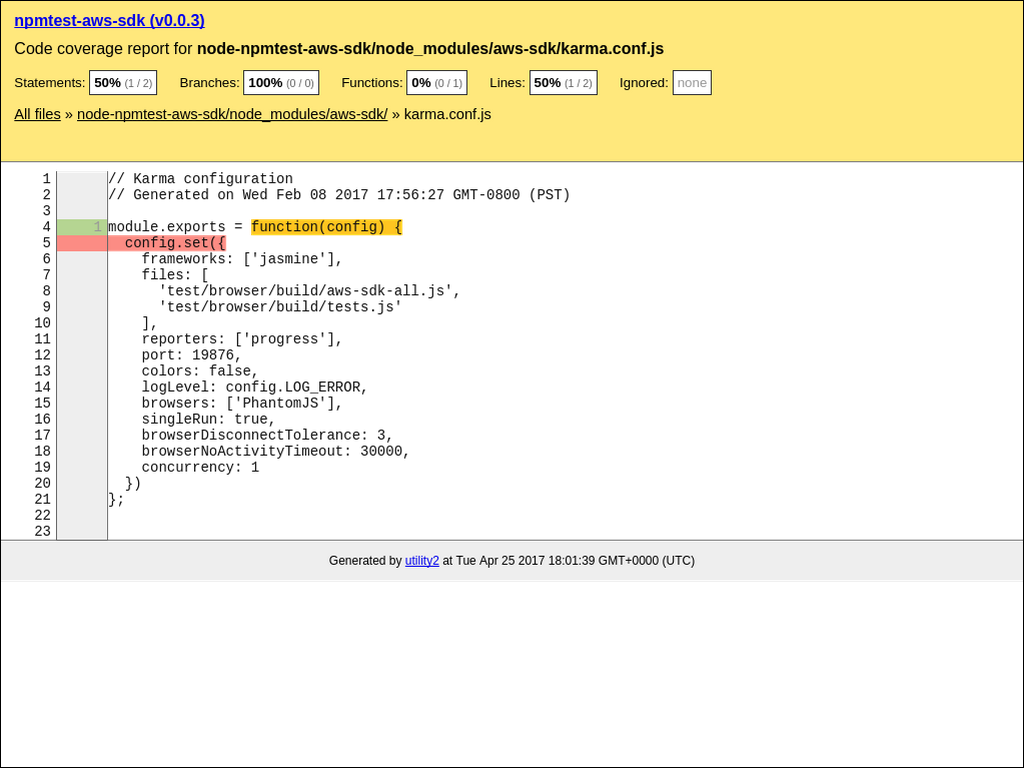 npmtest-aws-sdk (v0.0.3)
Code coverage report for node-npmtest-aws-sdk/node_modules/aws-sdk/karma.conf.js
Statements: 50% (1 / 2) Branches: 100% (0 / 0) Functions: 0% (0 / 1) Lines: 50% (1 / 2) Ignored: none
All files » node-npmtest-aws-sdk/node_modules/aws-sdk/ » karma.conf.js
1 // Karma configuration
2 // Generated on Wed Feb 08 2017 17:56:27 GMT-0800 (PST)
3
4 1 module.exports = function(config) {
5   config.set({
6     frameworks: ['jasmine'],
7     files: [
8       'test/browser/build/aws-sdk-all.js',
9       'test/browser/build/tests.js'
10     ],
11     reporters: ['progress'],
12     port: 19876,
13     colors: false,
14     logLevel: config.LOG_ERROR,
15     browsers: ['PhantomJS'],
16     singleRun: true,
17     browserDisconnectTolerance: 3,
18     browserNoActivityTimeout: 30000,
19     concurrency: 1
20   })
21 };
22
23
Generated by utility2 at Tue Apr 25 2017 18:01:39 GMT+0000 (UTC)